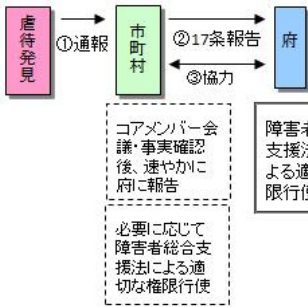 虐待発見
①通報
市町村
②17条報告
③協力
府
コアメンバー会
議・事実確認
後、速やかに
府に報告
必要に応じて
障害者総合支
援法による適
切な権限行使
障害者
支援法
よる適
限行使